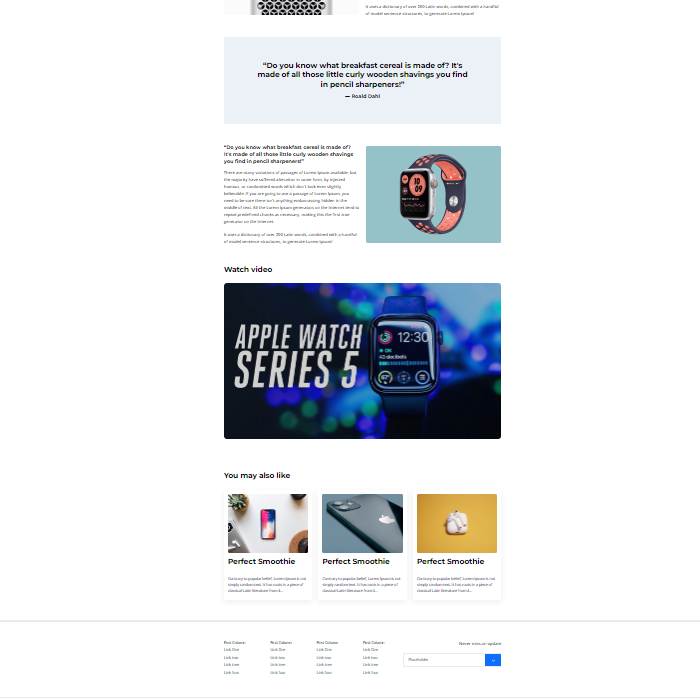 It uses a dictionary of over 200 Latin words, combined with a handful
of model sentence structures, to generate Lorem Ipsum!
“Do you know what breakfast cereal is made of? It's
made of all those little curly wooden shavings you find
in pencil sharpeners!”
— Roald Dahl
“Do you know what breakfast cereal is made of?
It's made of all those little curly wooden shavings
you find in pencil sharpeners!”
There are many variations of passages of Lorem Ipsum available, but
the majority have suffered alteration in some form, by injected
humour, or randomised words which don't look even slightly
believable. If you are going to use a passage of Lorem Ipsum, you
need to be sure there isn't anything embarrassing hidden in the
middle of text. All the Lorem Ipsum generators on the Internet tend to
repeat predefined chunks as necessary, making this the first true
generator on the Internet.
It uses a dictionary of over 200 Latin words, combined with a handful
of model sentence structures, to generate Lorem Ipsum!
10
09
Watch video
APPLE WATCH
SERIES 5
12:30
OK
43 decibels
You may also like
Perfect Smoothie
Contrary to popular belief, Lorem Ipsum is not
simply random text. It has roots in a piece of
classical Latin literature from 4...
Perfect Smoothie
Contrary to popular belief, Lorem Ipsum is not
simply random text. It has roots in a piece of
classical Latin literature from 4...
Perfect Smoothie
Contrary to popular belief, Lorem Ipsum is not
simply random text. It has roots in a piece of
classical Latin literature from 4...
First Column
Link One
Link two
Link three
Link four
First Column
Link One
Link two
Link three
Link four
First Column
Link One
Link two
Link three
Link four
First Column
Link One
Link two
Link three
Link four
Never miss an update
Placeholder